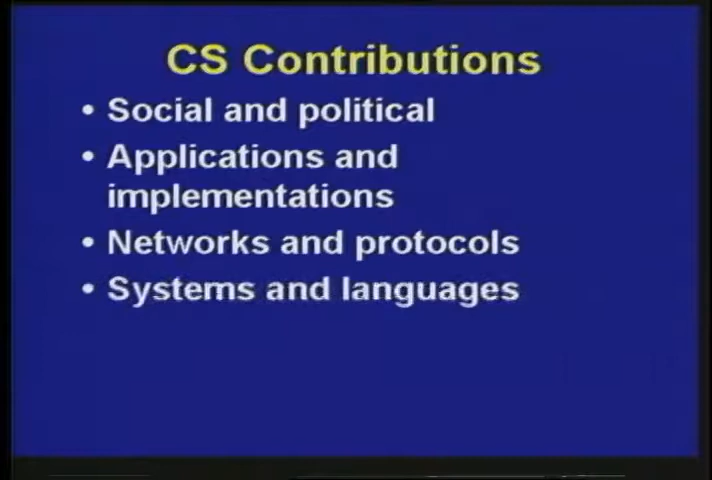 CS Contributions
• Social and political
• Applications and
implementations
• Networks and protocols
• Systems and languages